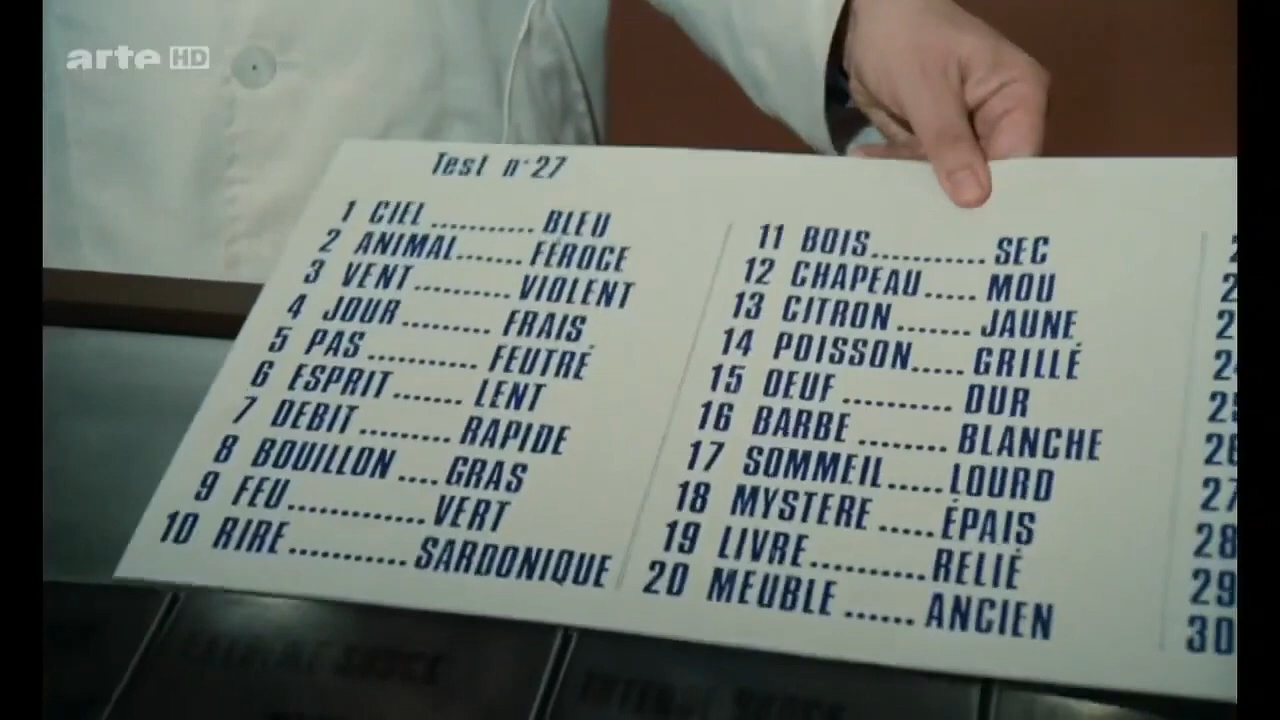 arte HD
Test n°27
1 CIEL ........... BLEU
2 ANIMAL ....... FÉROCE
3 VENT .......... VIOLENT
4 JOUR .......... FRAIS
5 PAS ............ FEUTRÉ
6 ESPRIT ....... LENT
7 DEBIT ......... RAPIDE
8 BOUILLON .... GRAS
9 FEU ............. VERT
10 RIRE ............ SARDONIQUE
11 BOIS ........... SEC
12 CHAPEAU ..... MOU
13 CITRON ....... JAUNE
14 POISSON ..... GRILLÉ
15 OEUF .......... DUR
16 BARBE ........ BLANCHE
17 SOMMEIL ..... LOURD
18 MYSTERE ..... ÉPAIS
19 LIVRE .......... RELIÉ
20 MEUBLE ...... ANCIEN
26
27
28
29
30